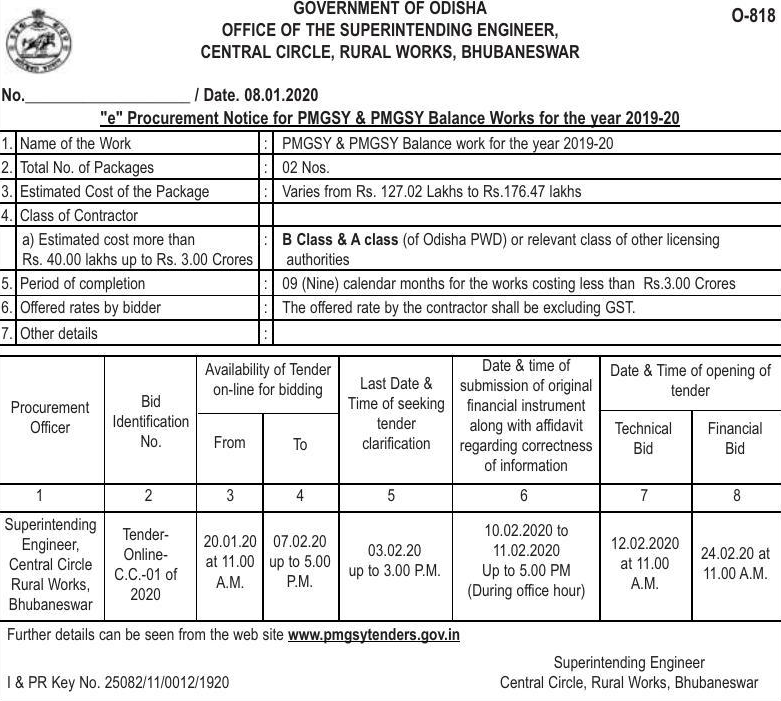 GOVERNMENT OF ODISHA
O-818
OFFICE OF THE SUPERINTENDING ENGINEER,
CENTRAL CIRCLE, RURAL WORKS, BHUBANESWAR
No.____________________ / Date. 08.01.2020
"e" Procurement Notice for PMGSY & PMGSY Balance Works for the year 2019-20
1. Name of the Work : PMGSY & PMGSY Balance work for the year 2019-20
2. Total No. of Packages : 02 Nos.
3. Estimated Cost of the Package : Varies from Rs. 127.02 Lakhs to Rs.176.47 lakhs
4. Class of Contractor
a) Estimated cost more than : B Class & A class (of Odisha PWD) or relevant class of other licensing
Rs. 40.00 lakhs up to Rs. 3.00 Crores authorities
5. Period of completion : 09 (Nine) calendar months for the works costing less than Rs.3.00 Crores
6. Offered rates by bidder : The offered rate by the contractor shall be excluding GST.
7. Other details :
Procurement
Officer
Bid
Identification
No.
Availability of Tender
on-line for bidding
From
To
Last Date &
Time of seeking
tender
clarification
Date & time of
submission of original
financial instrument
along with affidavit
regarding correctness
of information
Date & Time of opening of
tender
Technical
Bid
Financial
Bid
1 2 3 4 5 6 7 8
Superintending
Engineer,
Central Circle
Rural Works,
Bhubaneswar
Tender-
Online-
C.C.-01 of
2020
20.01.20
at 11.00
A.M.
07.02.20
up to 5.00
P.M.
03.02.20
up to 3.00 P.M.
10.02.2020 to
11.02.2020
Up to 5.00 PM
(During office hour)
12.02.2020
at 11.00
A.M.
24.02.20 at
11.00 A.M.
Further details can be seen from the web site www.pmgsytenders.gov.in
Superintending Engineer
I & PR Key No. 25082/11/0012/1920
Central Circle, Rural Works, Bhubaneswar